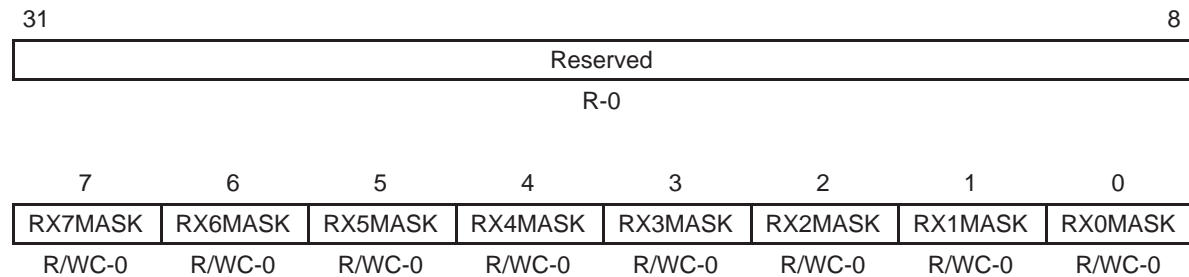 31 8
Reserved
R-0
7 6 5 4 3 2 1 0
RX7MASK RX6MASK RX5MASK RX4MASK RX3MASK RX2MASK RX1MASK RX0MASK
R/WC-0 R/WC-0 R/WC-0 R/WC-0 R/WC-0 R/WC-0 R/WC-0 R/WC-0